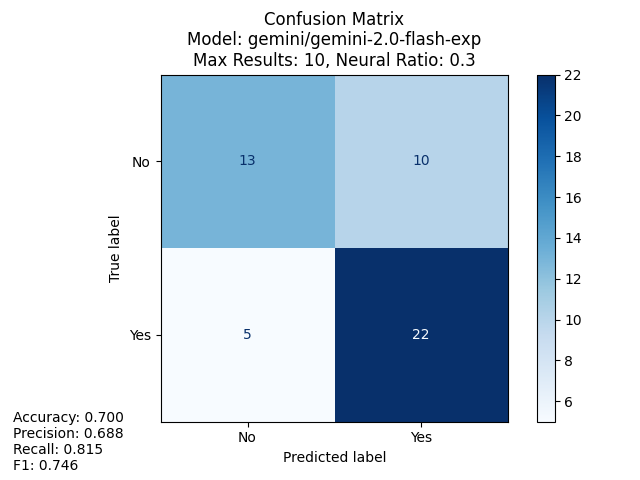 Confusion Matrix
Model: gemini/gemini-2.0-flash-exp
Max Results: 10, Neural Ratio: 0.3
22
20
18
16
14
12
10
8
6
No
13
10
True label
Yes
5
22
No
Yes
Predicted label
Accuracy: 0.700
Precision: 0.688
Recall: 0.815
F1: 0.746